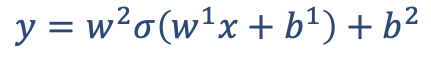 y = w²σ(w¹x + b¹) + b²